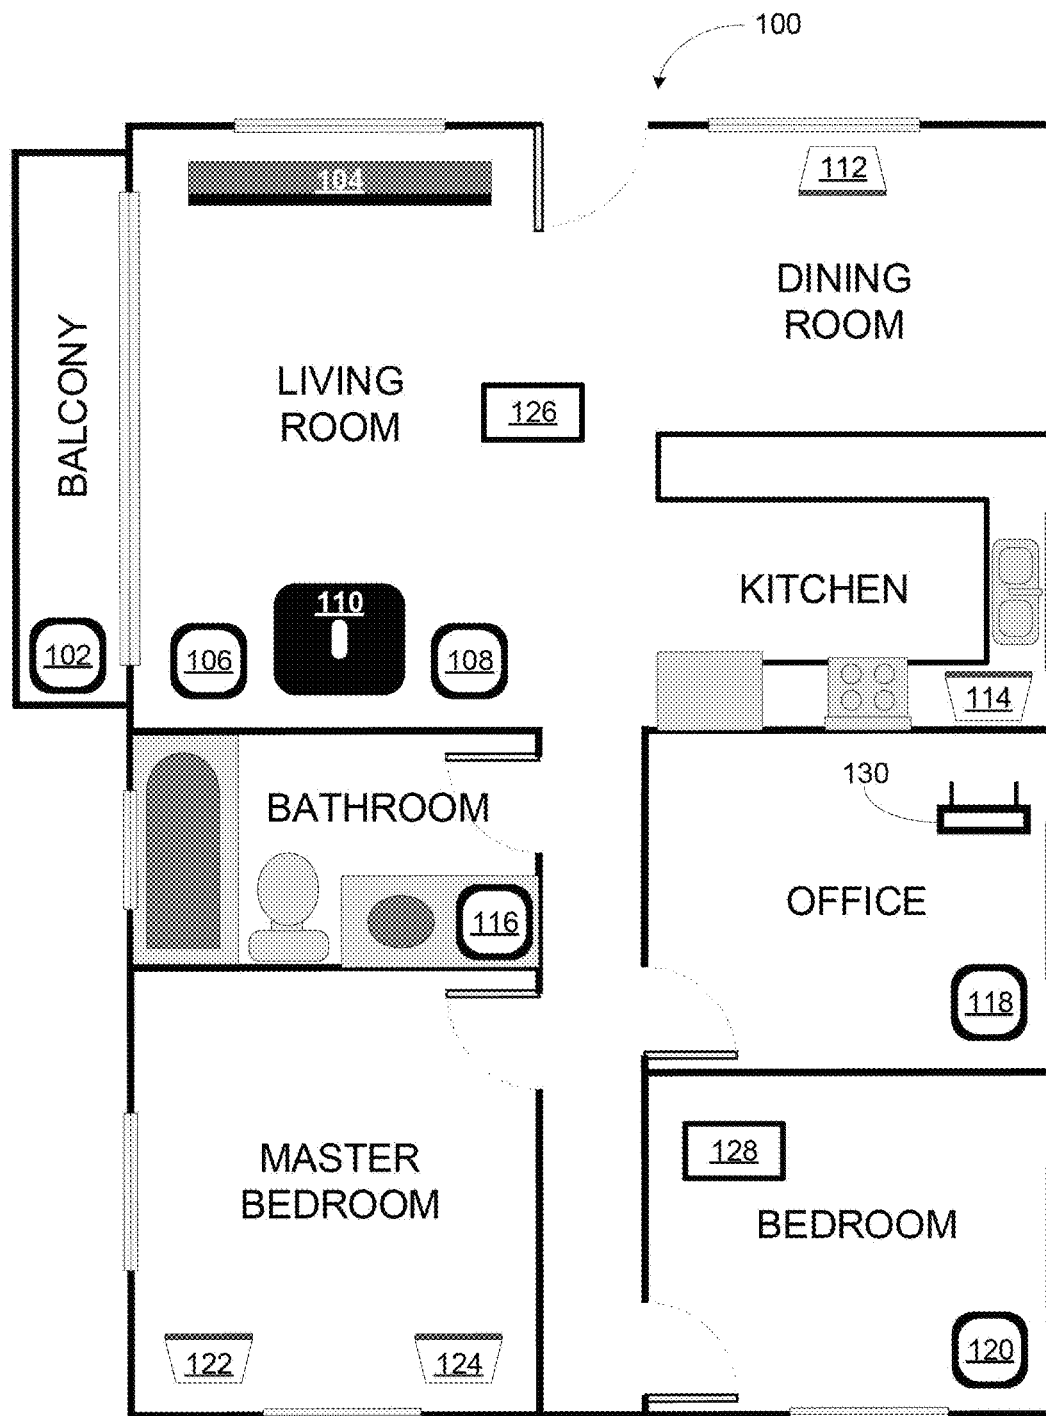 100
104
112
DINING
ROOM
BALCONY
LIVING
ROOM
126
KITCHEN
110
102
106
108
114
130
BATHROOM
OFFICE
116
118
MASTER
BEDROOM
128
BEDROOM
122
124
120